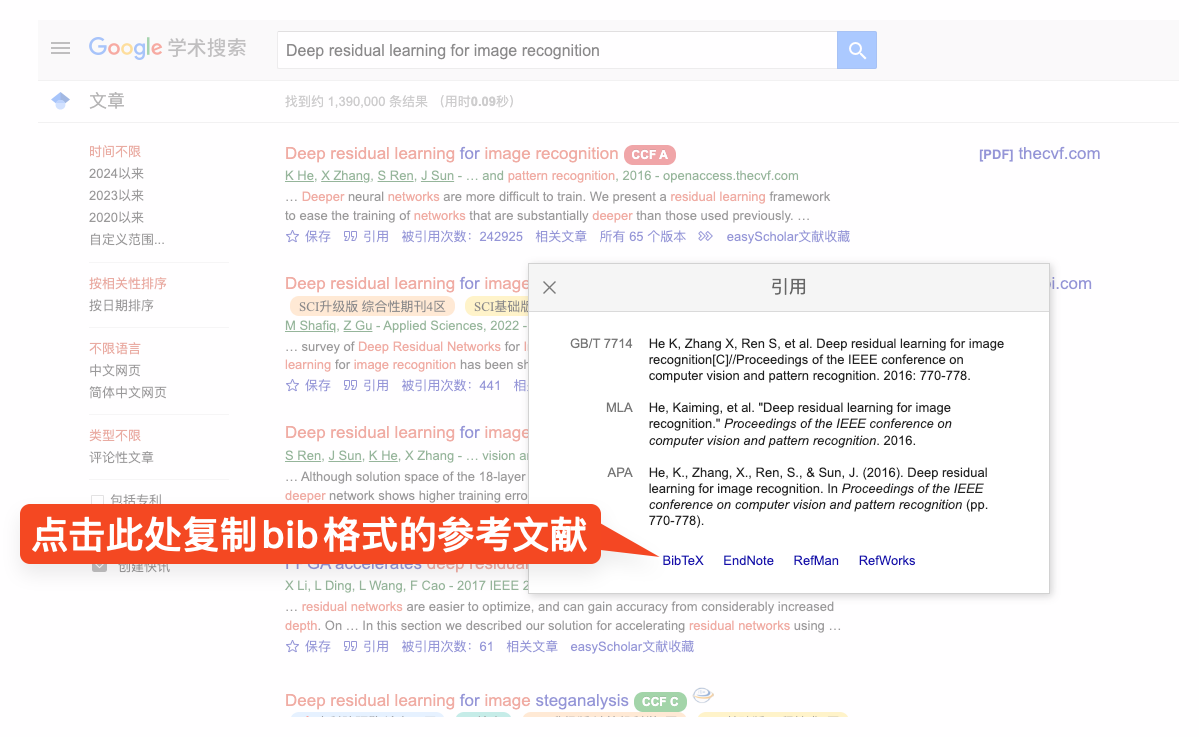 Google 学术搜索
Deep residual learning for image recognition
文章
找到约 1,390,000 条结果 （用时0.09秒）
时间不限
2024以来
2023以来
2020以来
自定义范围...
按相关性排序
按日期排序
不限语言
中文网页
简体中文网页
类型不限
评论性文章
包括专利
创建快讯
Deep residual learning for image recognition CCF A
[PDF] thecvf.com
K He, X Zhang, S Ren, J Sun - … and pattern recognition, 2016 - openaccess.thecvf.com
… Deeper neural networks are more difficult to train. We present a residual learning framework
to ease the training of networks that are substantially deeper than those used previously. …
保存 引用 被引用次数：242925 相关文章 所有 65 个版本 easyScholar文献收藏
Deep residual learning for image
i.com
SCI升级版 综合性期刊4区 SCI基础版
M Shafiq, Z Gu - Applied Sciences, 2022 -
… survey of Deep Residual Networks for
learning for image recognition has been sh
保存 引用 被引用次数：441 相
Deep residual learning for image
S Ren, J Sun, K He, X Zhang - … vision an
… Although solution space of the 18-layer
deeper network shows higher training erro
FPGA accelerates deep residual
X Li, L Ding, L Wang, F Cao - 2017 IEEE 2
… residual networks are easier to optimize, and can gain accuracy from considerably increased
depth. On … In this section we described our solution for accelerating residual networks using …
保存 引用 被引用次数：61 相关文章 easyScholar文献收藏
Deep residual learning for image steganalysis CCF C
引用
GB/T 7714
He K, Zhang X, Ren S, et al. Deep residual learning for image
recognition[C]//Proceedings of the IEEE conference on
computer vision and pattern recognition. 2016: 770-778.
MLA
He, Kaiming, et al. "Deep residual learning for image
recognition." Proceedings of the IEEE conference on
computer vision and pattern recognition. 2016.
APA
He, K., Zhang, X., Ren, S., & Sun, J. (2016). Deep residual
learning for image recognition. In Proceedings of the IEEE
conference on computer vision and pattern recognition (pp.
770-778).
BibTeX EndNote RefMan RefWorks
点击此处复制bib格式的参考文献